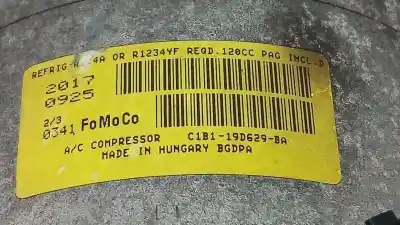 REFRIG R134A OR R1234YF REQD.120CC PAG INCL.D
2017
0925
2/3
0341 FoMoCo
A/C COMPRESSOR C1B1-19D629-BA
MADE IN HUNGARY BGDPA